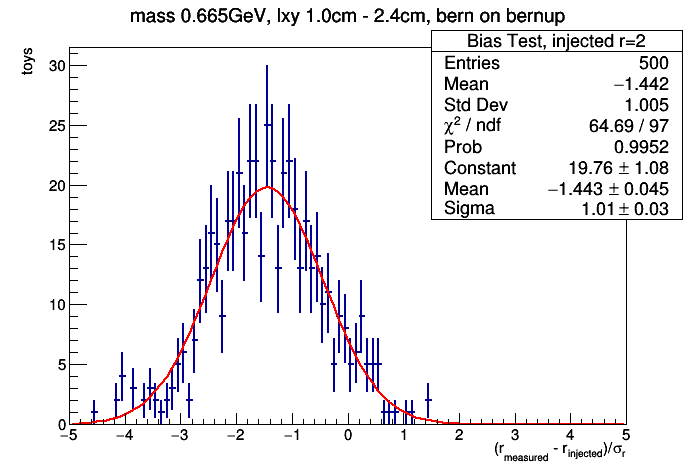 mass 0.665GeV, lxy 1.0cm - 2.4cm, bern on bernup
Bias Test, injected r=2
Entries 500
Mean −1.442
Std Dev 1.005
χ² / ndf 64.69 / 97
Prob 0.9952
Constant 19.76 ± 1.08
Mean −1.443 ± 0.045
Sigma 1.01 ± 0.03
toys
30
25
20
15
10
5
0
−5 −4 −3 −2 −1 0 1 2 3 4 5
(r_measured - r_injected)/σ_r